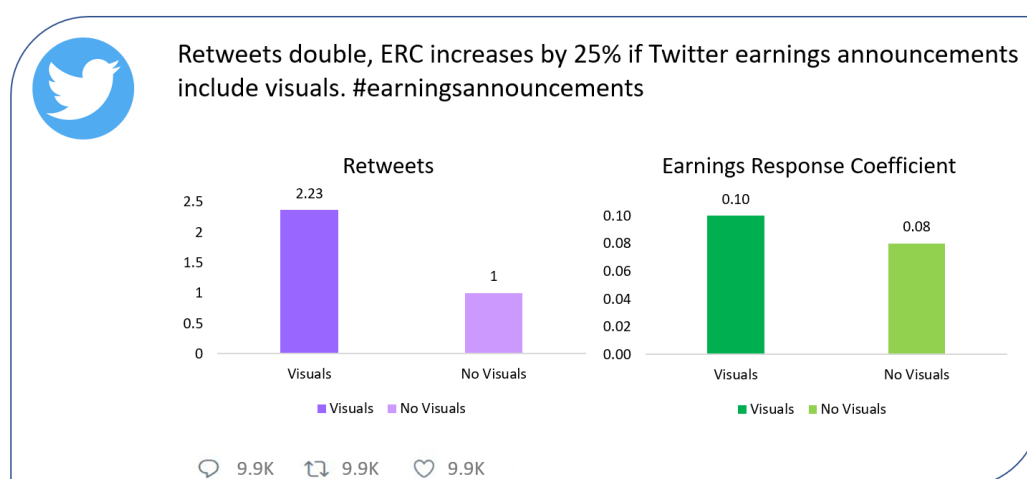 Retweets double, ERC increases by 25% if Twitter earnings announcements
include visuals. #earningsannouncements
Retweets
2.23
2.5
2
1.5
1
1
0.5
0
Visuals
No Visuals
Visuals No Visuals
Earnings Response Coefficient
0.10
0.10
0.08
0.08
0.06
0.04
0.02
0.00
Visuals
No Visuals
Visuals No Visuals
9.9K 9.9K 9.9K